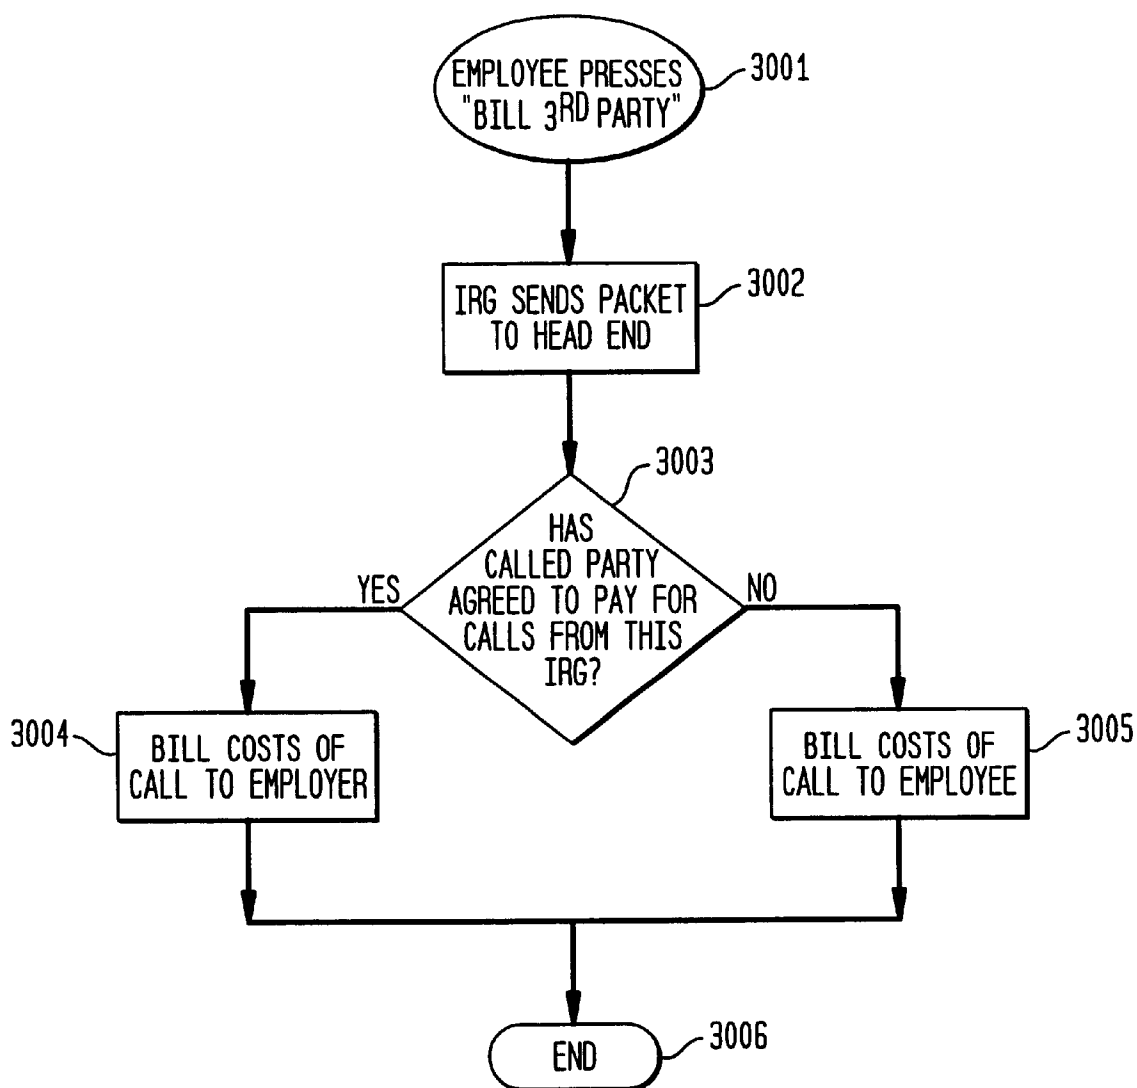 EMPLOYEE PRESSES
"BILL 3RD PARTY"
3001
IRG SENDS PACKET
TO HEAD END
3002
3003
HAS
CALLED PARTY
AGREED TO PAY FOR
CALLS FROM THIS
IRG?
YES
NO
3004
BILL COSTS OF
CALL TO EMPLOYER
BILL COSTS OF
CALL TO EMPLOYEE
3005
END
3006